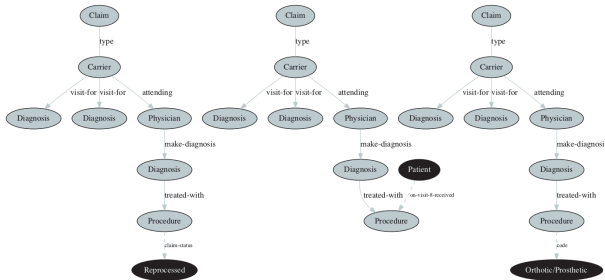 Claim Claim Claim
type type type
Carrier Carrier Carrier
visit-for visit-for attending visit-for visit-for attending visit-for visit-for attending
Diagnosis Diagnosis Physician Diagnosis Diagnosis Physician Diagnosis Diagnosis Physician
make-diagnosis make-diagnosis make-diagnosi
Diagnosis Diagnosis Patient Diagnosis
treated-with treated-with on-visit-8-received treated-with
Procedure Procedure Procedure
claim-status code
Reprocessed Orthotic/Prosthetic